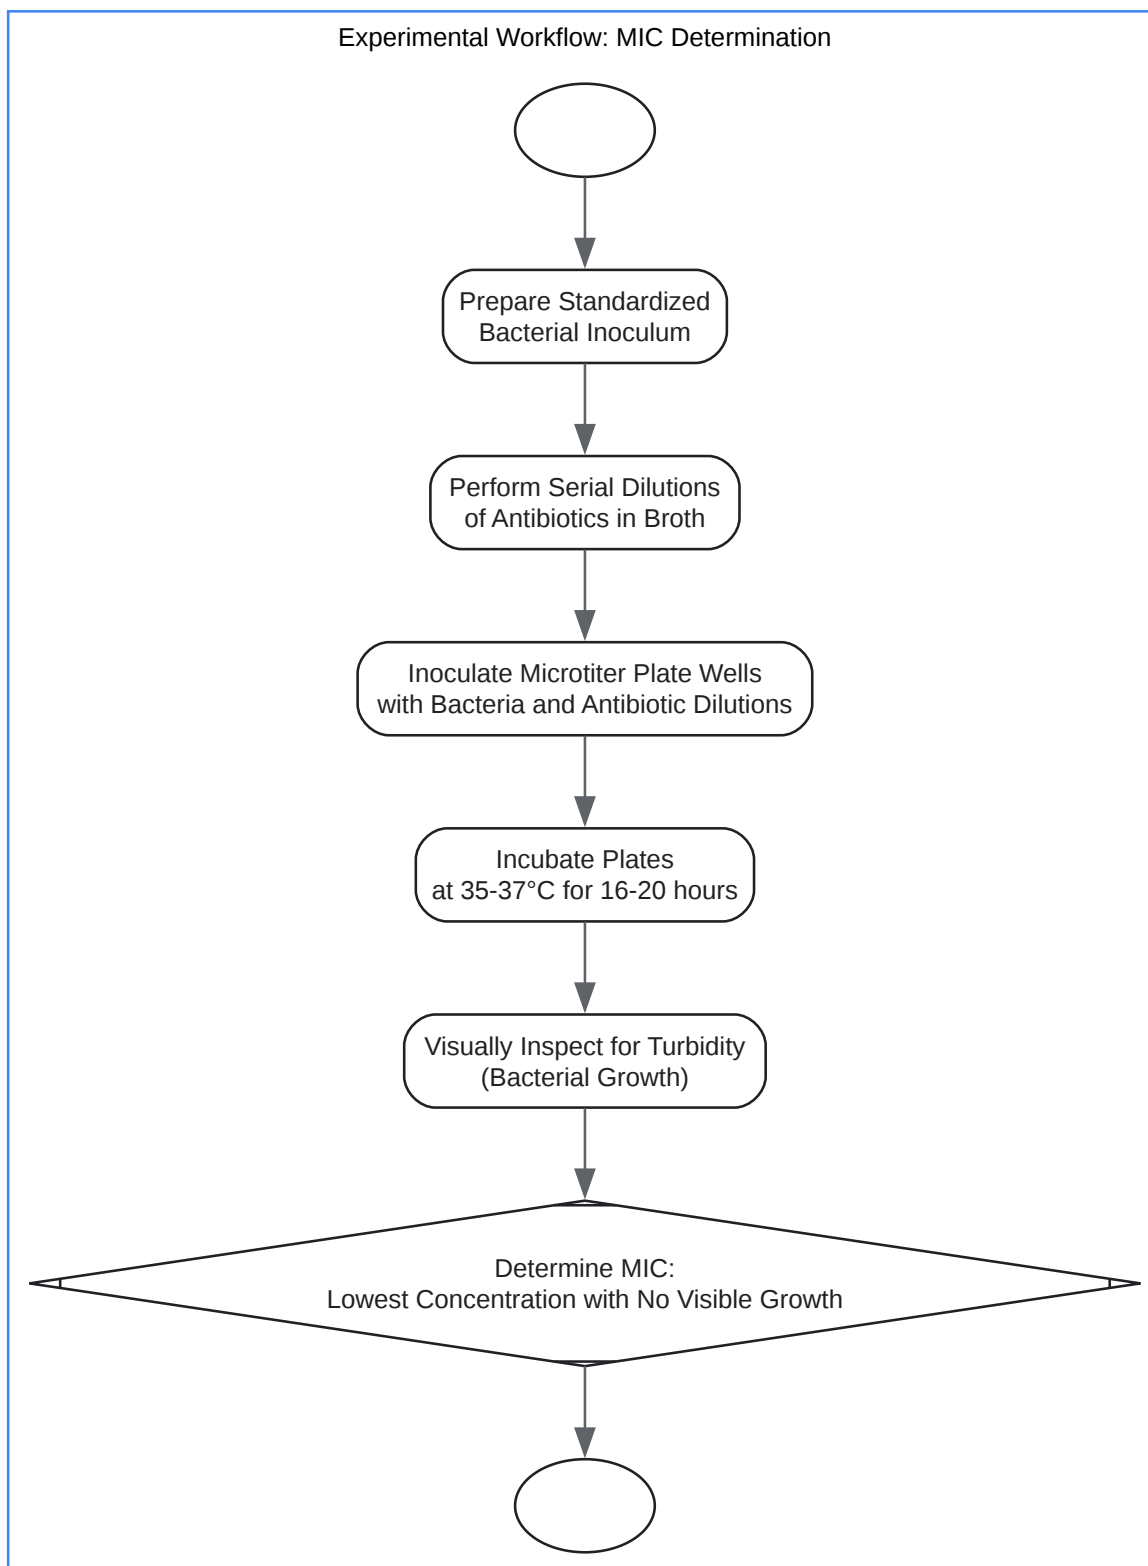 Experimental Workflow: MIC Determination
Prepare Standardized
Bacterial Inoculum
Perform Serial Dilutions
of Antibiotics in Broth
Inoculate Microtiter Plate Wells
with Bacteria and Antibiotic Dilutions
Incubate Plates
at 35-37°C for 16-20 hours
Visually Inspect for Turbidity
(Bacterial Growth)
Determine MIC:
Lowest Concentration with No Visible Growth